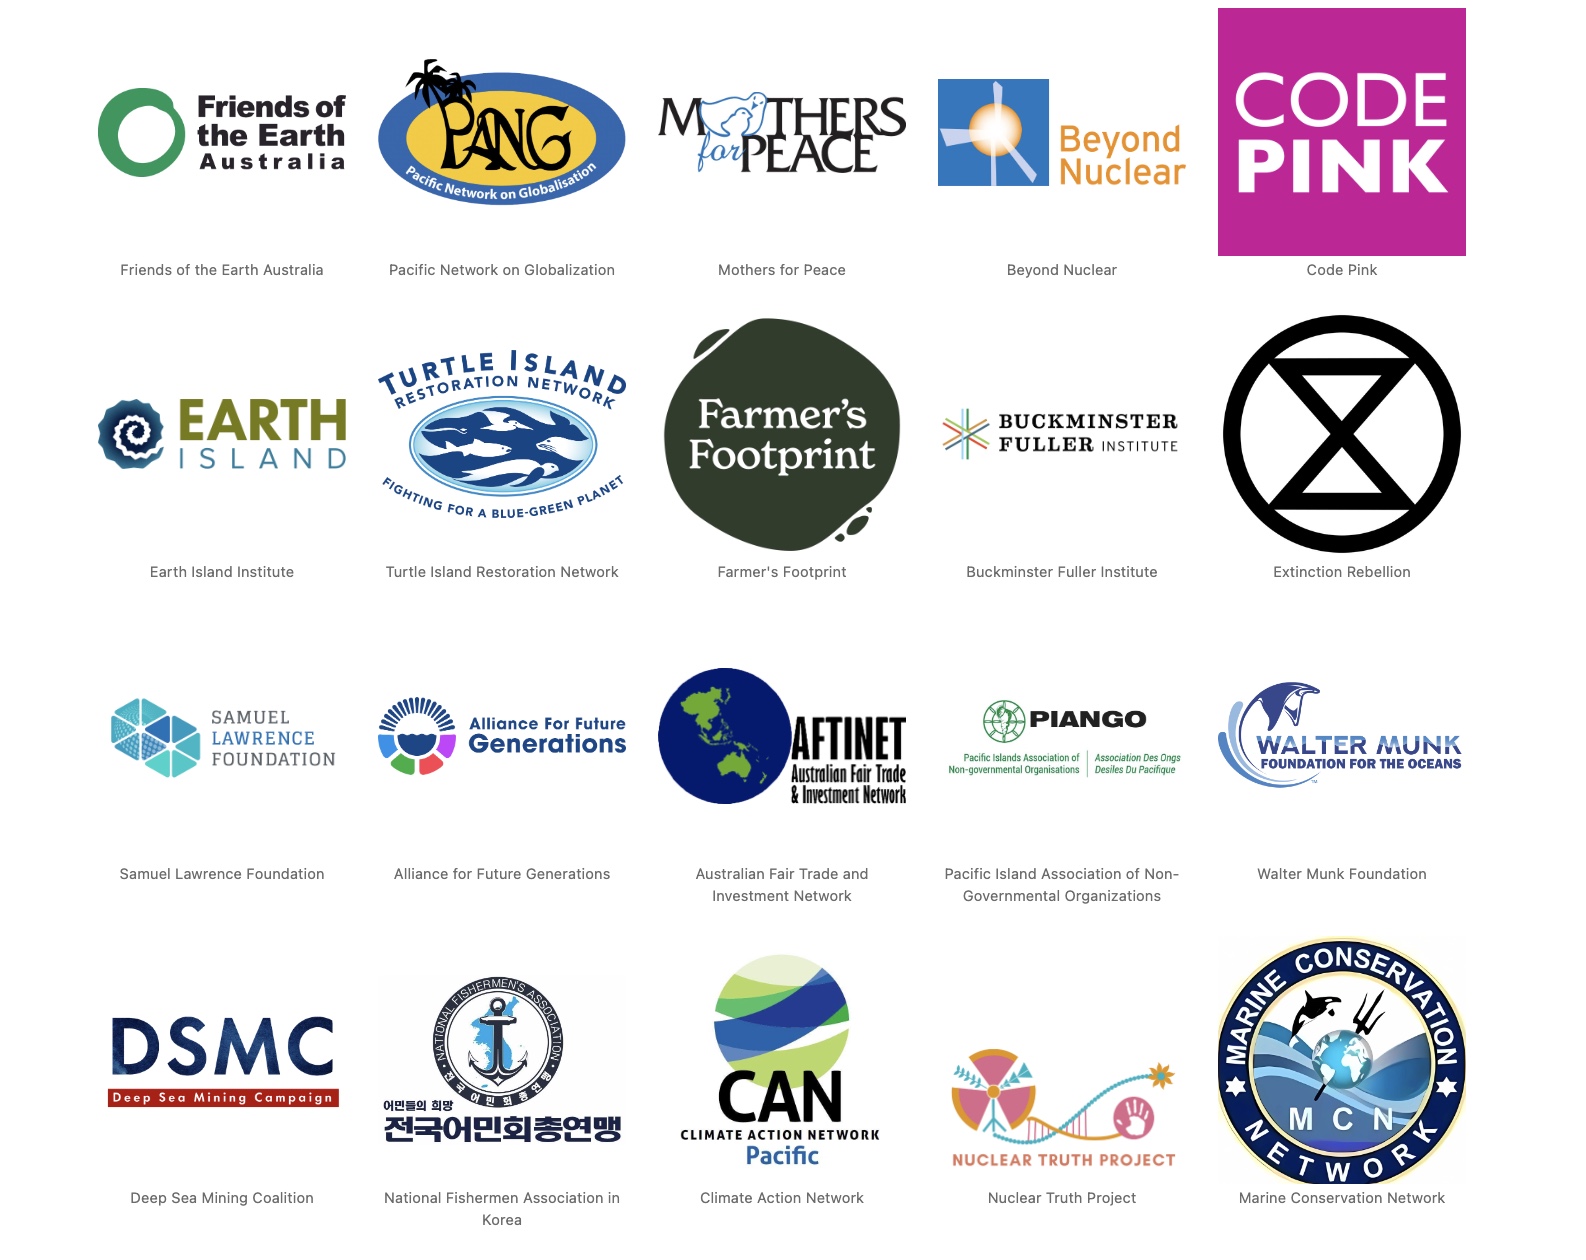 Friends of
the Earth
Australia
PANG
Pacific Network on Globalisation
MOTHERS
for PEACE
Beyond
Nuclear
CODE
PINK
Friends of the Earth Australia
Pacific Network on Globalization
Mothers for Peace
Beyond Nuclear
Code Pink
EARTH
ISLAND
TURTLE ISLAND
RESTORATION NETWORK
FIGHTING FOR A BLUE-GREEN PLANET
Farmer's
Footprint
BUCKMINSTER
FULLER INSTITUTE
Earth Island Institute
Turtle Island Restoration Network
Farmer's Footprint
Buckminster Fuller Institute
Extinction Rebellion
SAMUEL
LAWRENCE
FOUNDATION
Alliance For Future
Generations
AFTINET
Australian Fair Trade
& Investment Network
PIANGO
Pacific Islands Association of
Non-governmental Organisations
Association Des Ongs
Desiles Du Pacifique
WALTER MUNK
FOUNDATION FOR THE OCEANS
TM
Samuel Lawrence Foundation
Alliance for Future Generations
Australian Fair Trade and
Investment Network
Pacific Island Association of Non-
Governmental Organizations
Walter Munk Foundation
DSMC
Deep Sea Mining Campaign
NATIONAL FISHERMEN'S ASSOCIATION
전국어민회총연맹
어민들의 희망
전국어민회총연맹
CAN
CLIMATE ACTION NETWORK
Pacific
NUCLEAR TRUTH PROJECT
MARINE CONSERVATION
MCN
NETWORK
Deep Sea Mining Coalition
National Fishermen Association in
Korea
Climate Action Network
Nuclear Truth Project
Marine Conservation Network